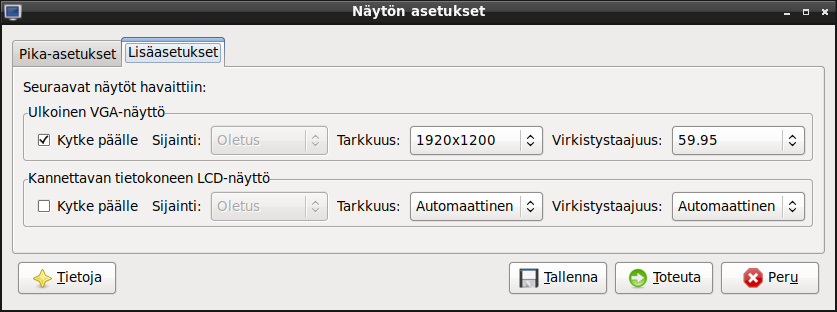 Näytön asetukset
Pika-asetukset Lisäasetukset
Seuraavat näytöt havaittiin:
Ulkoinen VGA-näyttö
Kytke päälle Sijainti: Oletus Tarkkuus: 1920x1200 Virkistystaajuus: 59.95
Kannettavan tietokoneen LCD-näyttö
Kytke päälle Sijainti: Oletus Tarkkuus: Automaattinen Virkistystaajuus: Automaattinen
Tietoja Tallenna Toteuta Peru